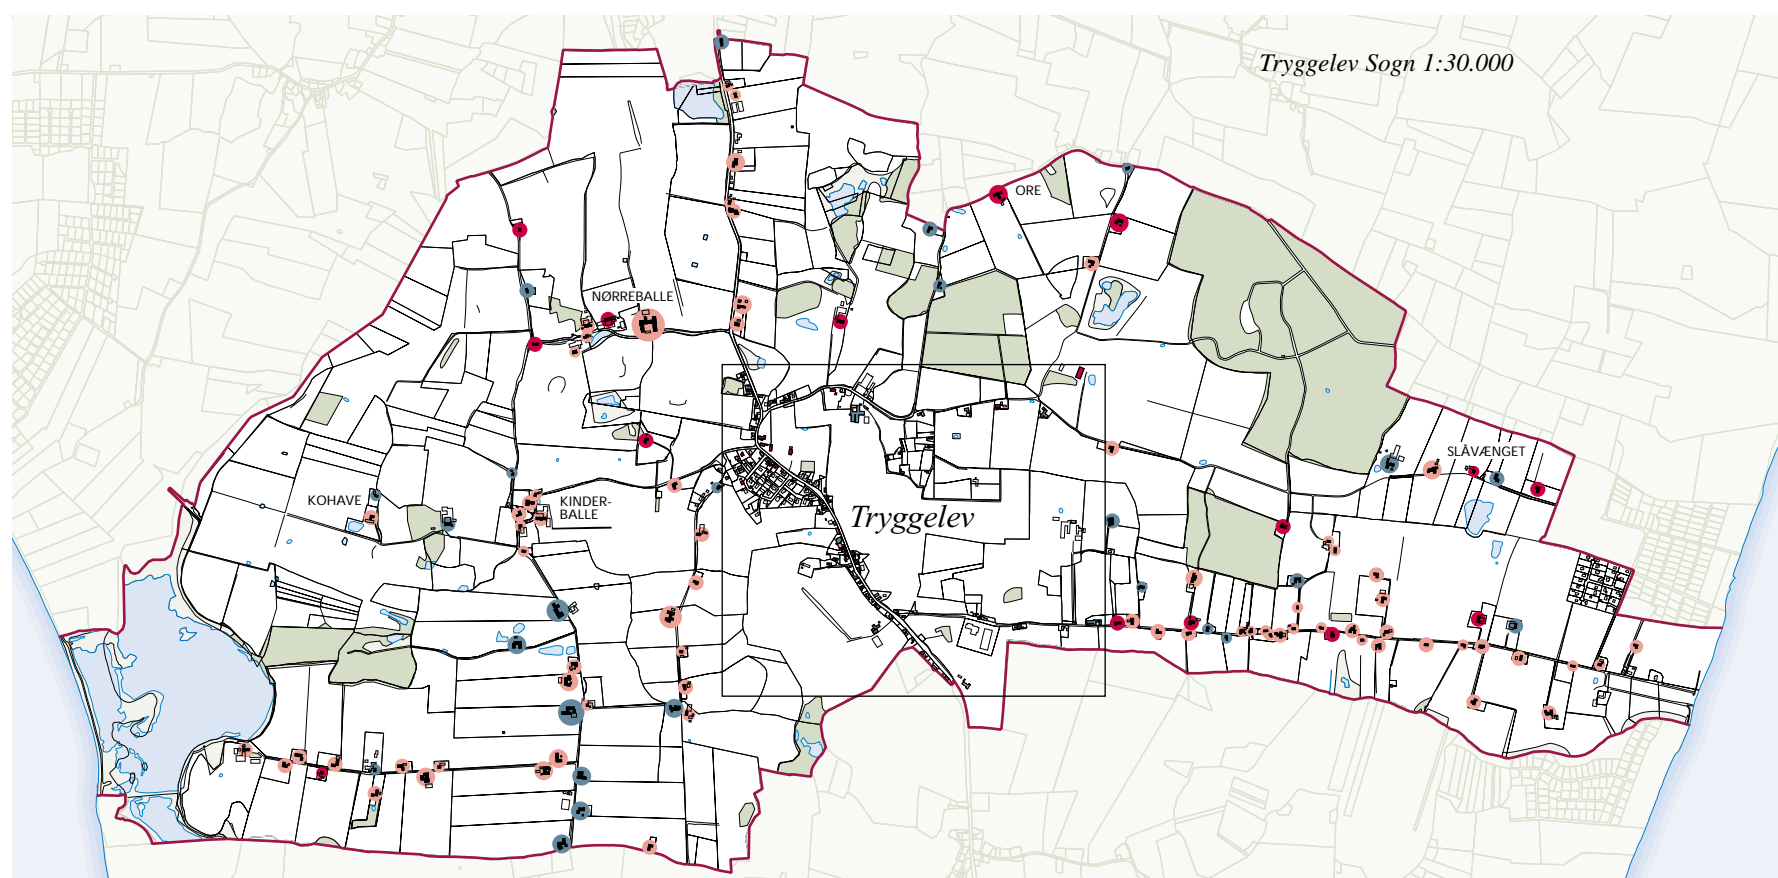 Tryggelev Sogn 1:30.000
ORE
NØRREBALLE
SLÅVÆNGET
KOHAVE
KINDER-
BALLE
Tryggelev